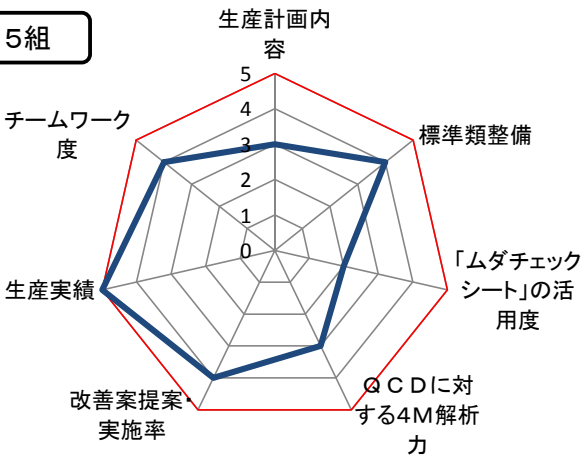 5組
生産計画内
容
5
4
3
2
1
0
標準類整備
「ムダチェック
シート」の活
用度
QCDに対
する4M解析
力
改善案提案・
実施率
生産実績
チームワーク
度